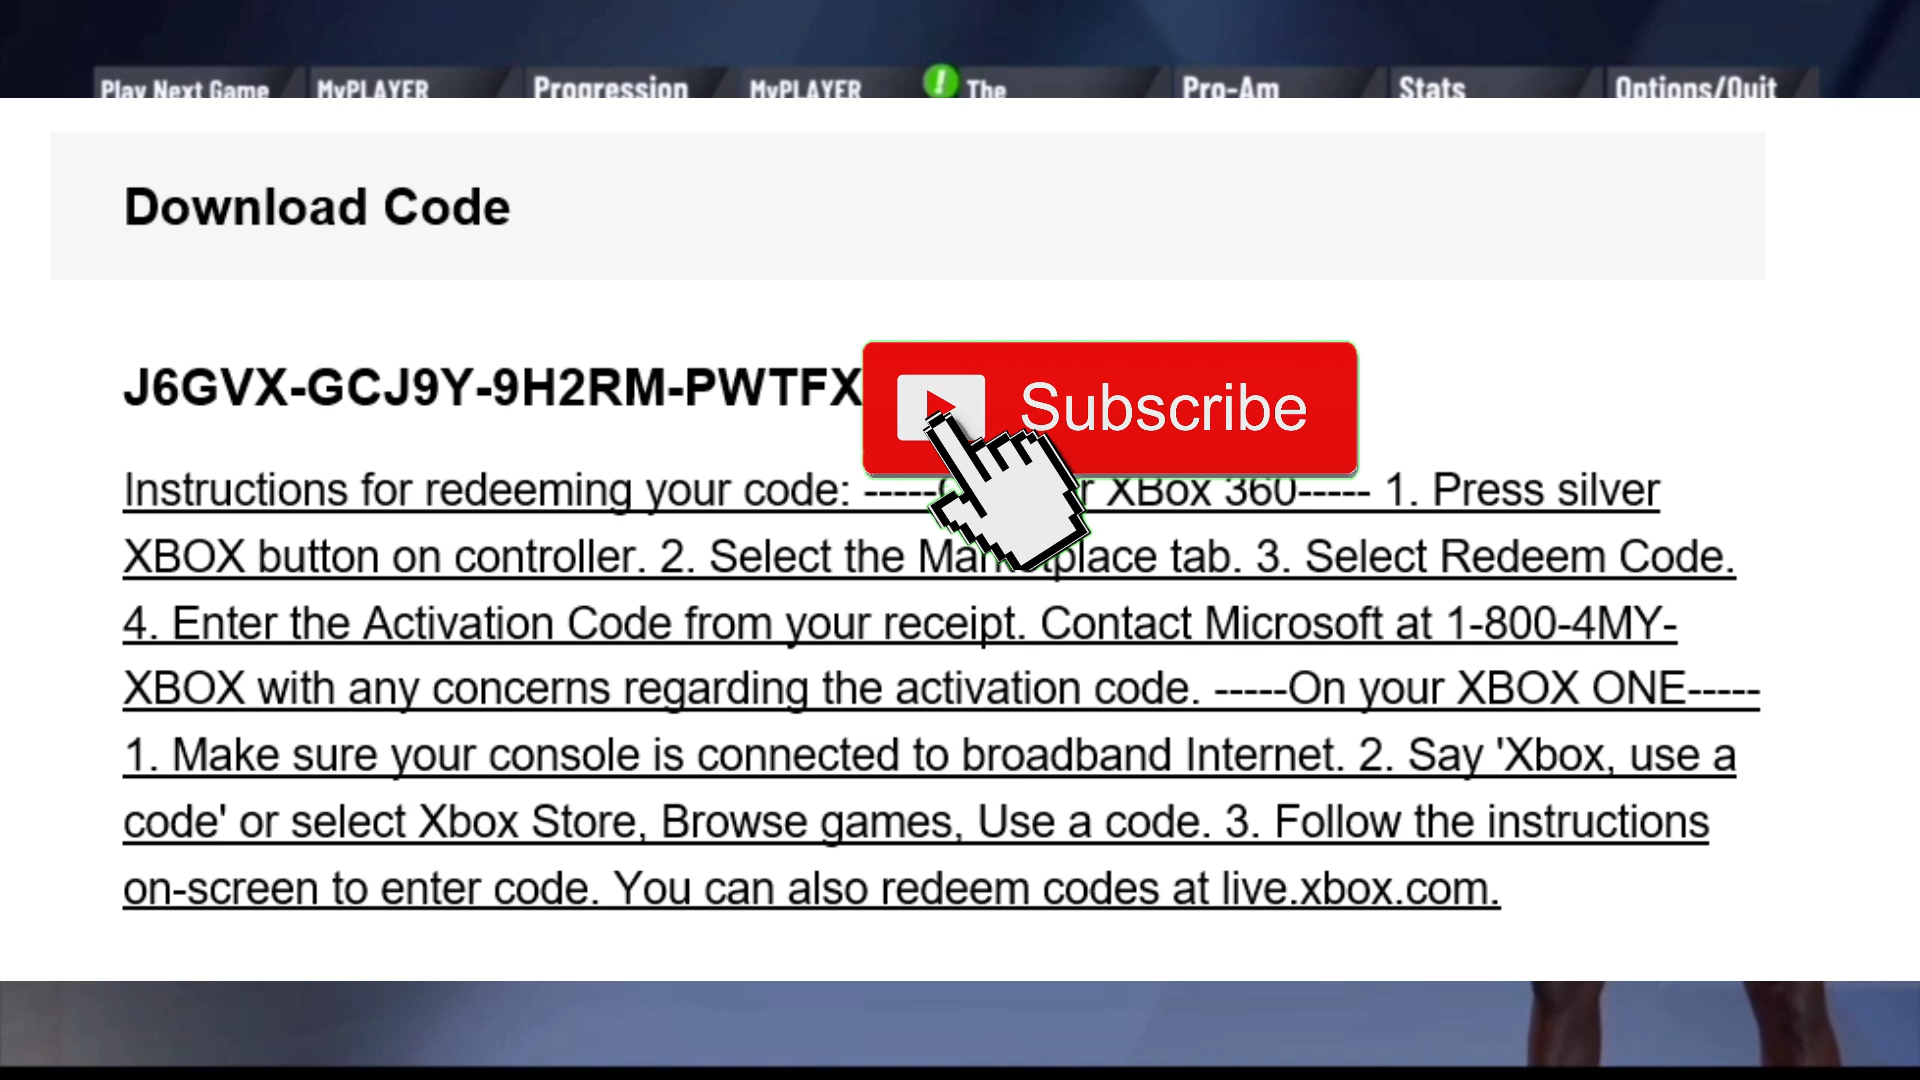 Play Next Game MyPLAYER Progression MyPLAYER ! The Pro-Am Stats Options/Quit
Download Code
J6GVX-GCJ9Y-9H2RM-PWTFX
Subscribe
Instructions for redeeming your code: ----- XBox 360----- 1. Press silver
XBOX button on controller. 2. Select the Marketplace tab. 3. Select Redeem Code.
4. Enter the Activation Code from your receipt. Contact Microsoft at 1-800-4MY-
XBOX with any concerns regarding the activation code. -----On your XBOX ONE-----
1. Make sure your console is connected to broadband Internet. 2. Say 'Xbox, use a
code' or select Xbox Store, Browse games, Use a code. 3. Follow the instructions
on-screen to enter code. You can also redeem codes at live.xbox.com.